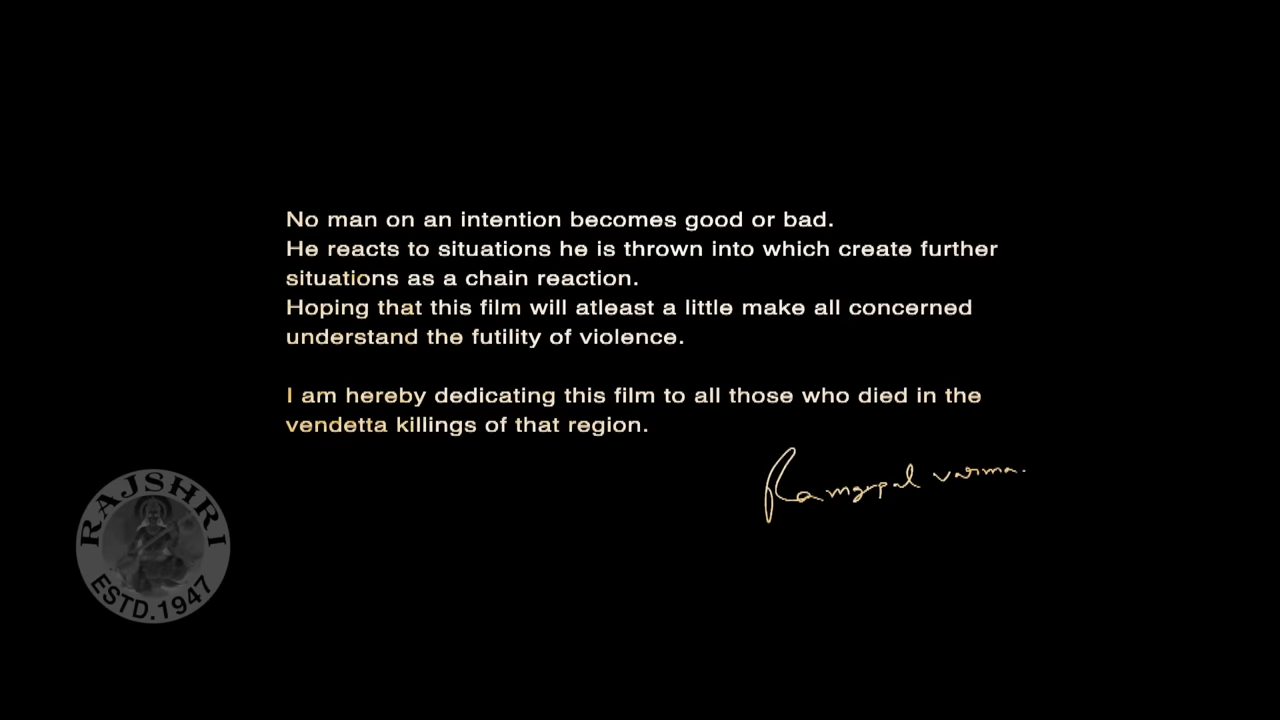 No man on an intention becomes good or bad.
He reacts to situations he is thrown into which create further
situations as a chain reaction.
Hoping that this film will atleast a little make all concerned
understand the futility of violence.
I am hereby dedicating this film to all those who died in the
vendetta killings of that region.
Ramgopal varma.
RAJSHRI
ESTD.1947